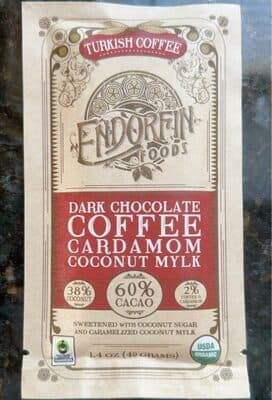 TURKISH COFFEE
ENDORFIN
FOODS
DARK CHOCOLATE
COFFEE
CARDAMOM
COCONUT MYLK
38%
COCONUT
60%
CACAO
2%
COFFEE &
CARDAMOM
SWEETENED WITH COCONUT SUGAR
AND CARAMELIZED COCONUT MYLK
1.4 OZ (40 GRAMS)
USDA
ORGANIC